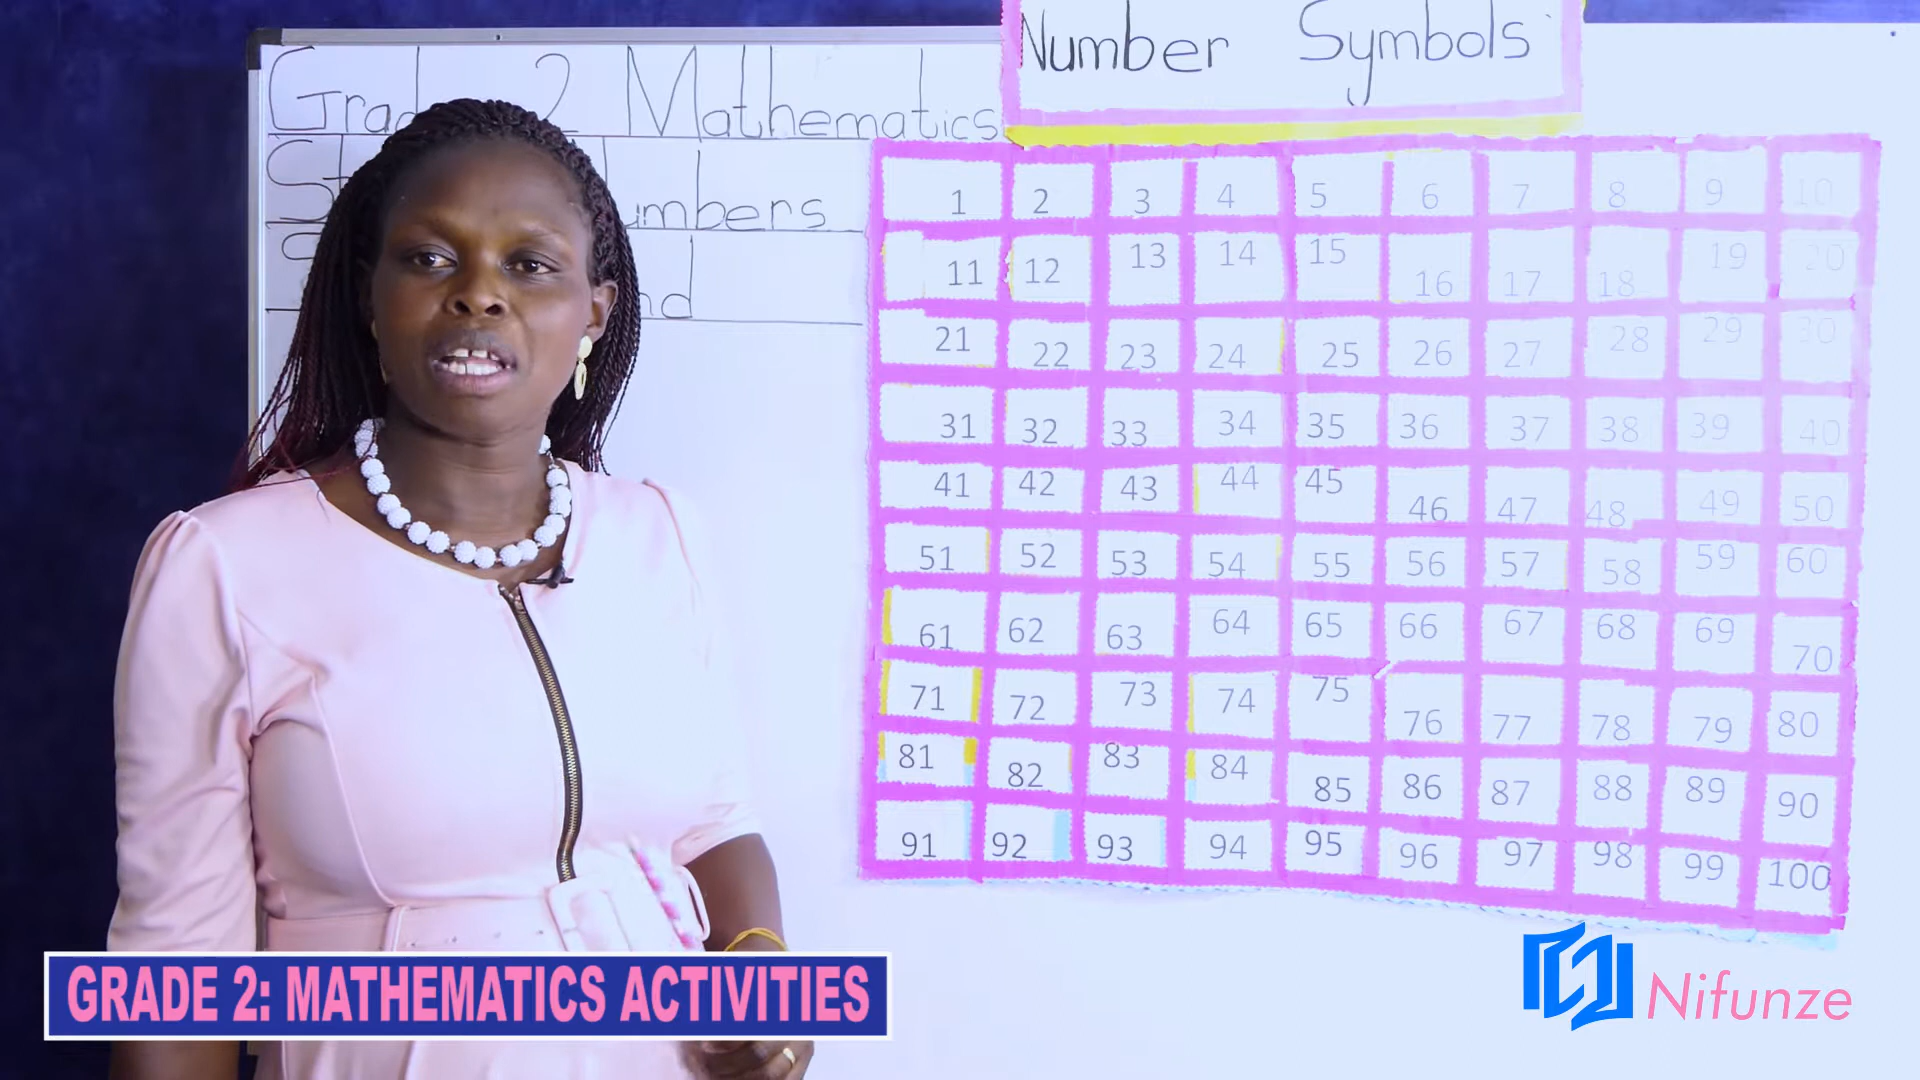 Number Symbols
Grade 2 Mathematics
umbers
nd
1 2 3 4 5 6 7 8 9 10
11 12 13 14 15 16 17 18 19 20
21 22 23 24 25 26 27 28 29 30
31 32 33 34 35 36 37 38 39 40
41 42 43 44 45 46 47 48 49 50
51 52 53 54 55 56 57 58 59 60
61 62 63 64 65 66 67 68 69 70
71 72 73 74 75 76 77 78 79 80
81 82 83 84 85 86 87 88 89 90
91 92 93 94 95 96 97 98 99 100
GRADE 2: MATHEMATICS ACTIVITIES
Nifunze